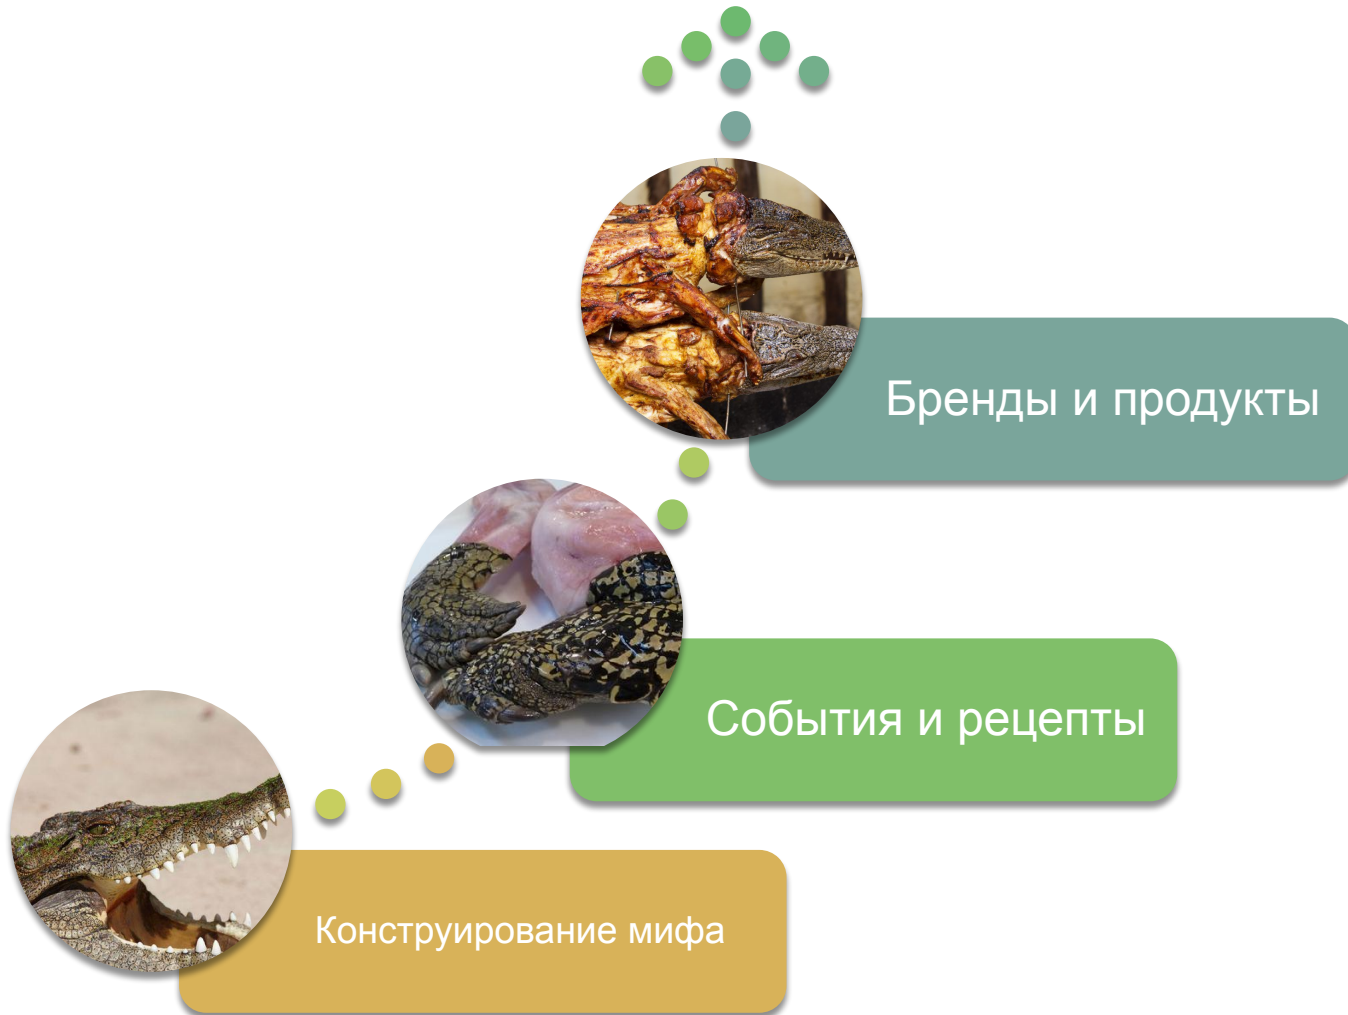 Бренды и продукты
События и рецепты
Конструирование мифа